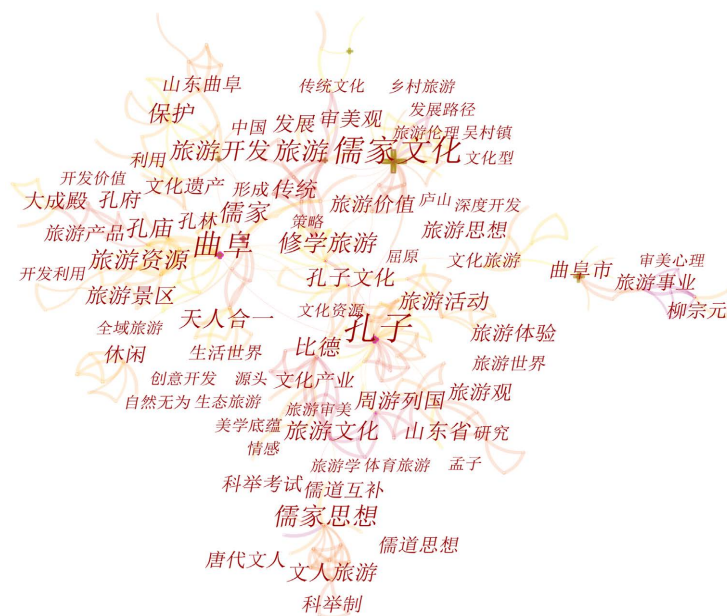 山东曲阜
传统文化 乡村旅游
保护
发展路径
中国 发展 审美观
旅游伦理 吴村镇
利用 旅游开发 旅游 儒家文化 文化型
开发价值 文化遗产 形成 传统
大成殿 孔府
旅游价值 庐山 深度开发
孔庙 孔林 儒家 策略
旅游产品
旅游思想
曲阜 修学旅游
屈原 文化旅游
旅游资源
开发利用
孔子文化
曲阜市 审美心理
旅游事业
旅游景区
文化资源 旅游活动
柳宗元
全域旅游 天人合一
孔子
旅游体验
休闲 生活世界 比德
旅游世界
创意开发 源头 文化产业
自然无为 生态旅游
旅游审美 周游列国 旅游观
美学底蕴 旅游文化 山东省 研究
情感
旅游学 体育旅游 孟子
科举考试 儒道互补
儒家思想
儒道思想
唐代文人 文人旅游
科举制